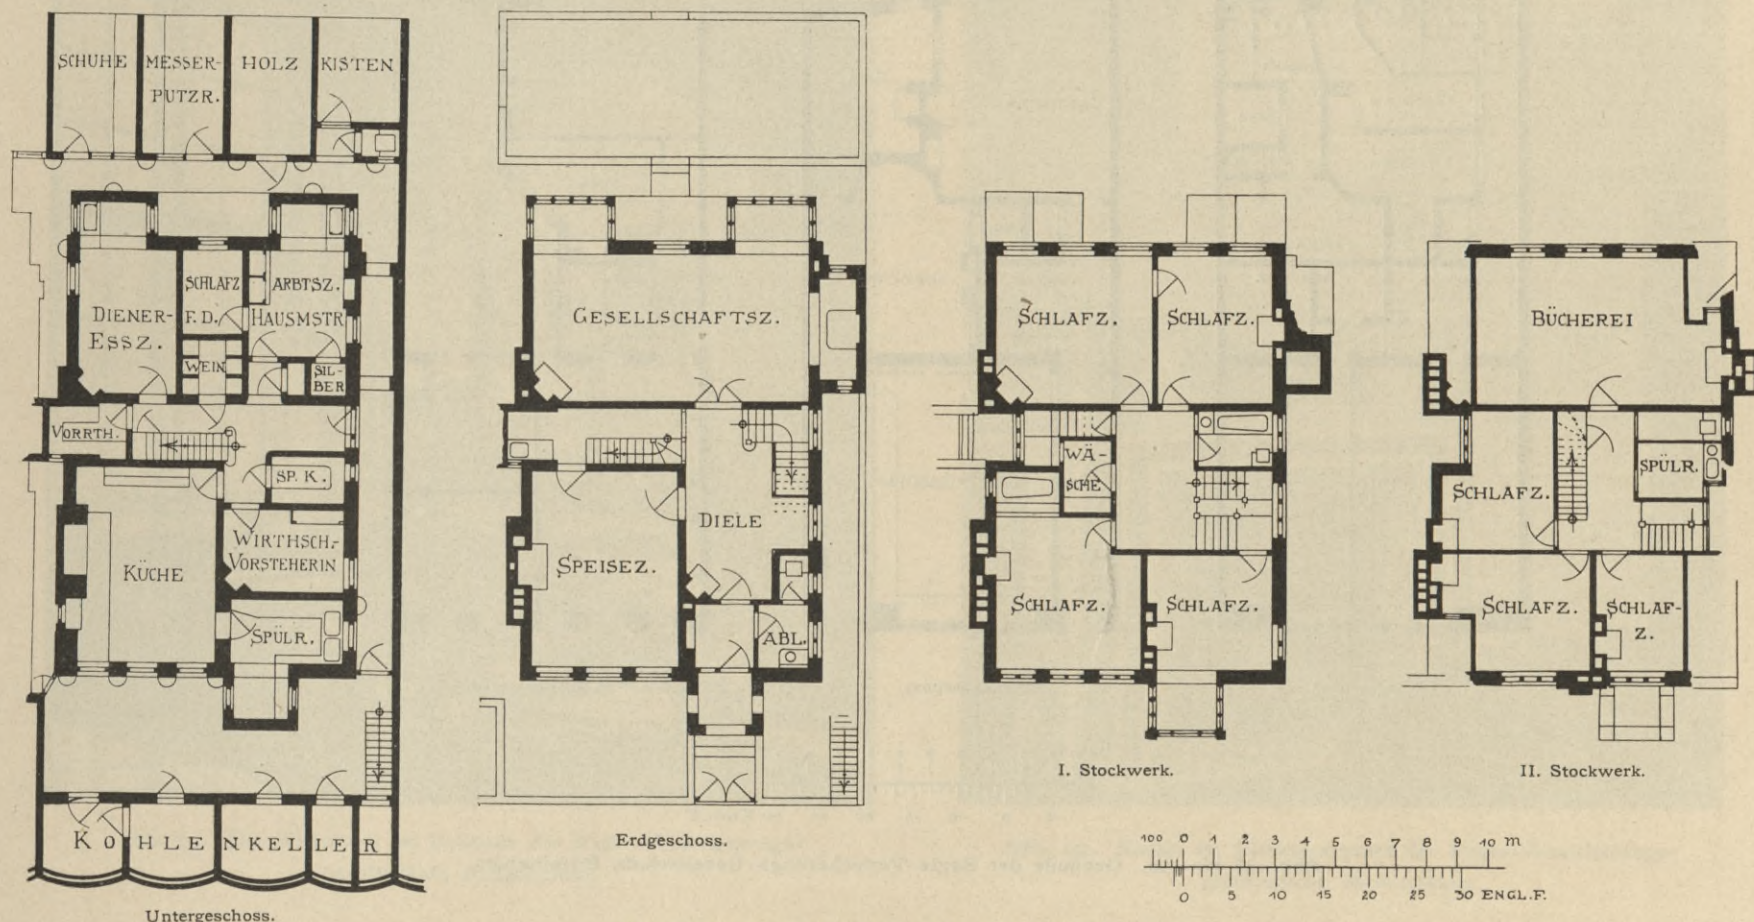 SCHUHE
MESSER-
PUTZR.
HOLZ
KISTEN
DIENER-
ESSZ.
SCHLAFZ
F. D.
ARBTSZ.
HAUSMSTR
WEIN
SIL-
BER
VORRTH.
SP. K.
KÜCHE
WIRTHSCH.-
VORSTEHERIN
SPÜLR.
KOHLENKELLER
Untergeschoss.
GESELLSCHAFTSZ.
SPEISEZ.
DIELE
ABL.
Erdgeschoss.
SCHLAFZ.
SCHLAFZ.
WÄ-
SCHE
SCHLAFZ.
SCHLAFZ.
I. Stockwerk.
BÜCHEREI
SPÜLR.
SCHLAFZ.
SCHLAFZ.
SCHLAF-
Z.
II. Stockwerk.
100 0 1 2 3 4 5 6 7 8 9 10 m
0 5 10 15 20 25 30 ENGL.F.